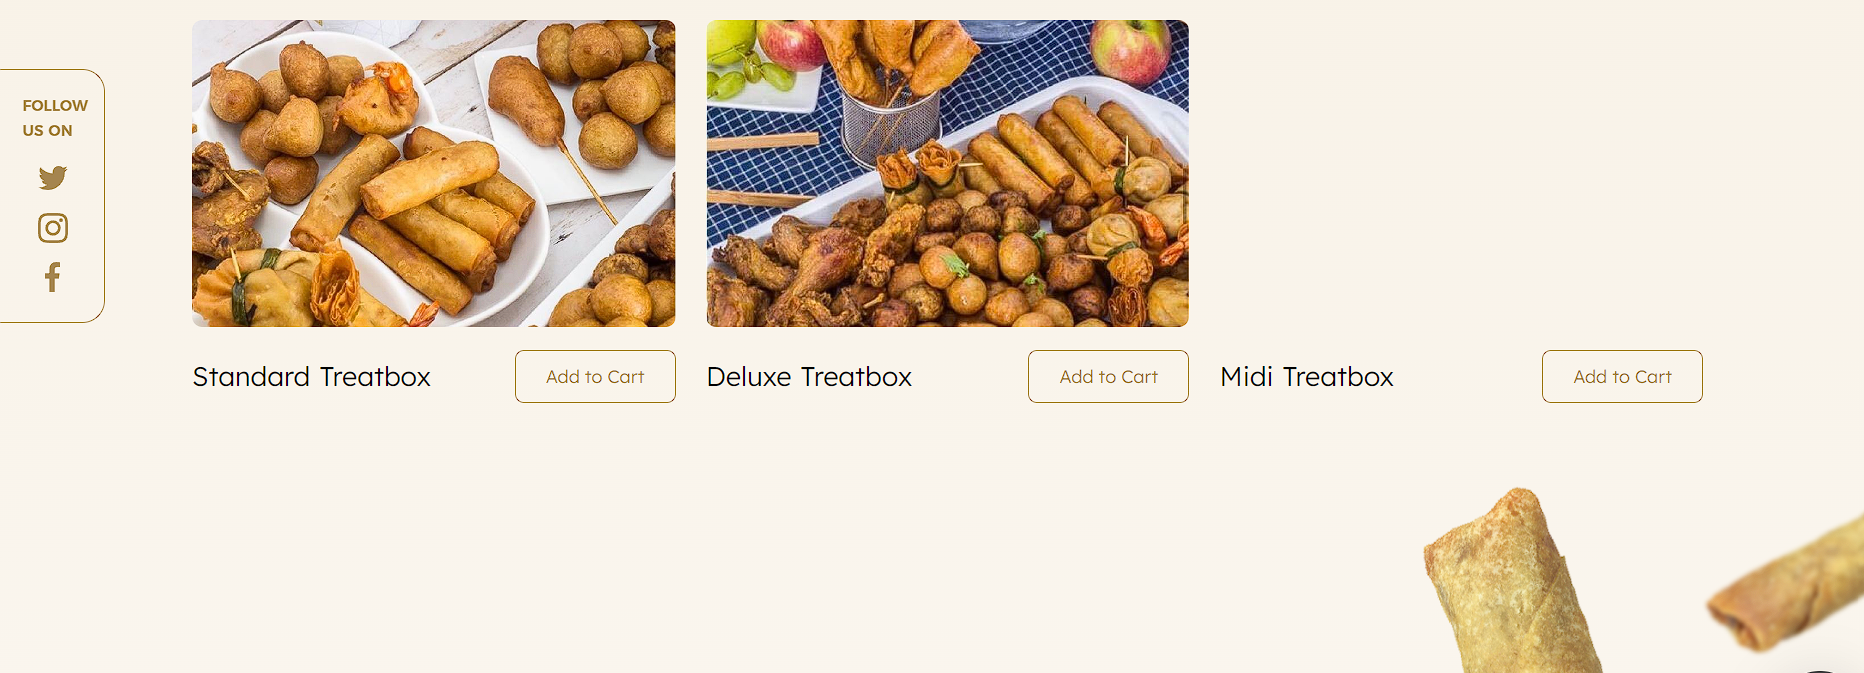 FOLLOW
US ON
Standard Treatbox
Add to Cart
Deluxe Treatbox
Add to Cart
Midi Treatbox
Add to Cart